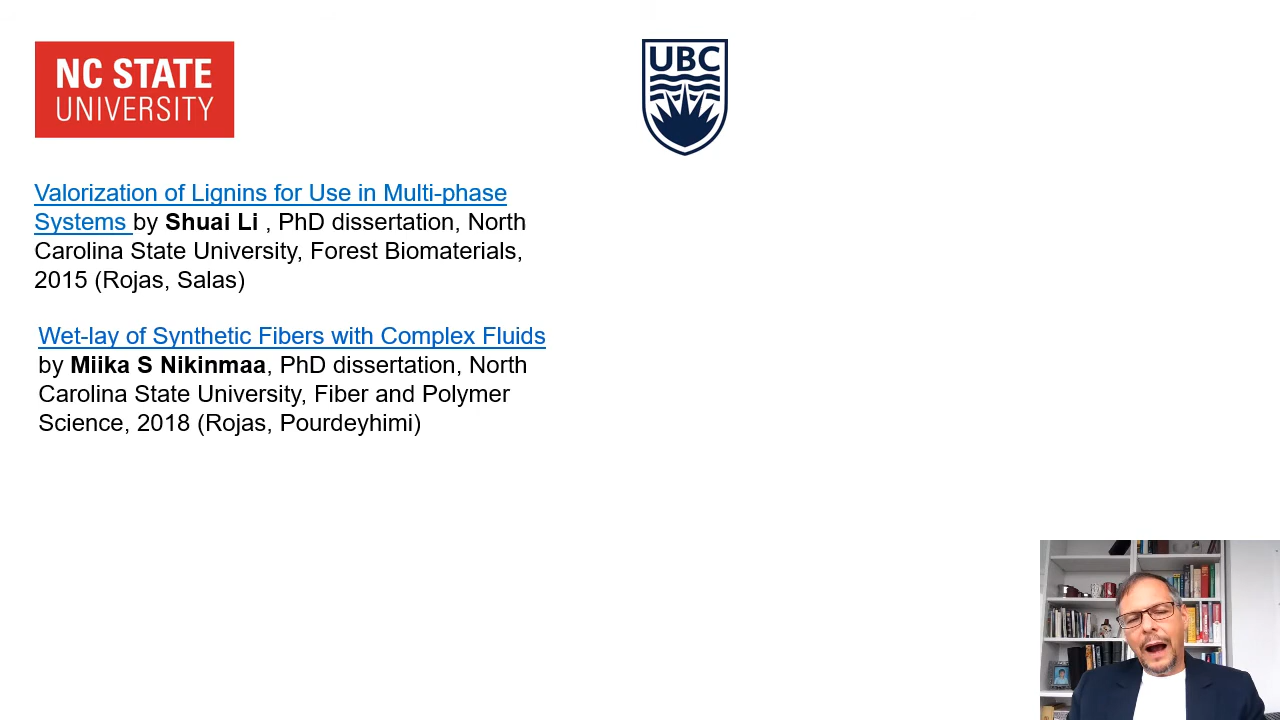 NC STATE
UNIVERSITY
UBC
Valorization of Lignins for Use in Multi-phase
Systems by Shuai Li , PhD dissertation, North
Carolina State University, Forest Biomaterials,
2015 (Rojas, Salas)
Wet-lay of Synthetic Fibers with Complex Fluids
by Miika S Nikinmaa, PhD dissertation, North
Carolina State University, Fiber and Polymer
Science, 2018 (Rojas, Pourdeyhimi)